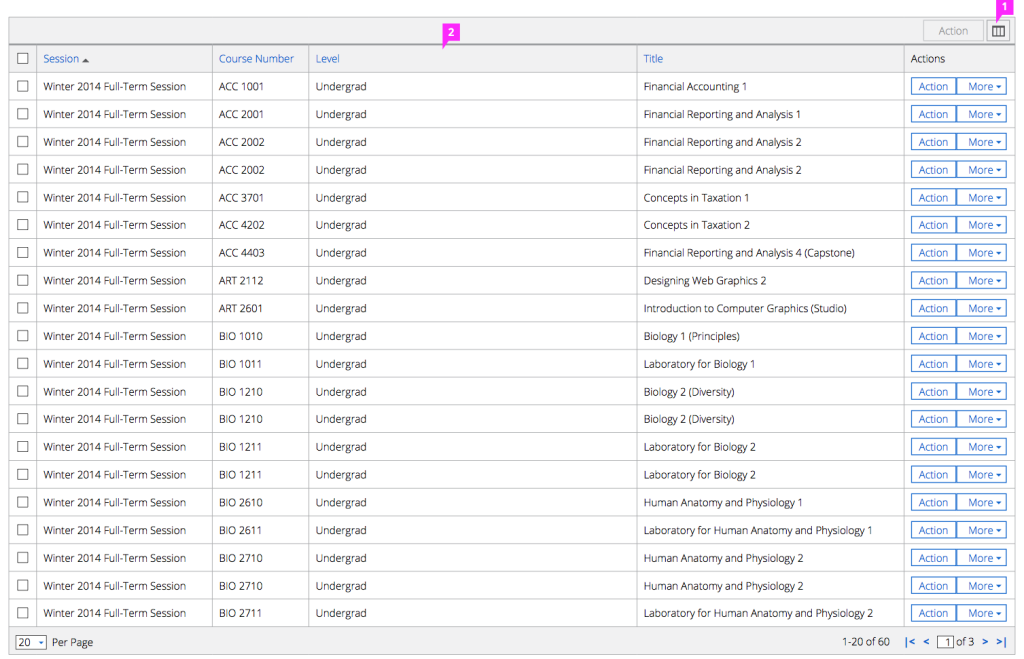 1
2
Action
Session Course Number Level Title Actions
Winter 2014 Full-Term Session ACC 1001 Undergrad Financial Accounting 1 Action More
Winter 2014 Full-Term Session ACC 2001 Undergrad Financial Reporting and Analysis 1 Action More
Winter 2014 Full-Term Session ACC 2002 Undergrad Financial Reporting and Analysis 2 Action More
Winter 2014 Full-Term Session ACC 2002 Undergrad Financial Reporting and Analysis 2 Action More
Winter 2014 Full-Term Session ACC 3701 Undergrad Concepts in Taxation 1 Action More
Winter 2014 Full-Term Session ACC 4202 Undergrad Concepts in Taxation 2 Action More
Winter 2014 Full-Term Session ACC 4403 Undergrad Financial Reporting and Analysis 4 (Capstone) Action More
Winter 2014 Full-Term Session ART 2112 Undergrad Designing Web Graphics 2 Action More
Winter 2014 Full-Term Session ART 2601 Undergrad Introduction to Computer Graphics (Studio) Action More
Winter 2014 Full-Term Session BIO 1010 Undergrad Biology 1 (Principles) Action More
Winter 2014 Full-Term Session BIO 1011 Undergrad Laboratory for Biology 1 Action More
Winter 2014 Full-Term Session BIO 1210 Undergrad Biology 2 (Diversity) Action More
Winter 2014 Full-Term Session BIO 1210 Undergrad Biology 2 (Diversity) Action More
Winter 2014 Full-Term Session BIO 1211 Undergrad Laboratory for Biology 2 Action More
Winter 2014 Full-Term Session BIO 1211 Undergrad Laboratory for Biology 2 Action More
Winter 2014 Full-Term Session BIO 2610 Undergrad Human Anatomy and Physiology 1 Action More
Winter 2014 Full-Term Session BIO 2611 Undergrad Laboratory for Human Anatomy and Physiology 1 Action More
Winter 2014 Full-Term Session BIO 2710 Undergrad Human Anatomy and Physiology 2 Action More
Winter 2014 Full-Term Session BIO 2710 Undergrad Human Anatomy and Physiology 2 Action More
Winter 2014 Full-Term Session BIO 2711 Undergrad Laboratory for Human Anatomy and Physiology 2 Action More
20 Per Page 1-20 of 60 |< < 1 of 3 > >|